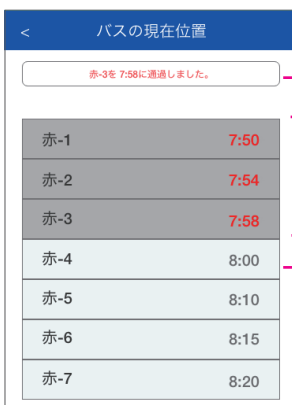 < バスの現在位置
赤-3を 7:58に通過しました。
赤-1 7:50
赤-2 7:54
赤-3 7:58
赤-4 8:00
赤-5 8:10
赤-6 8:15
赤-7 8:20